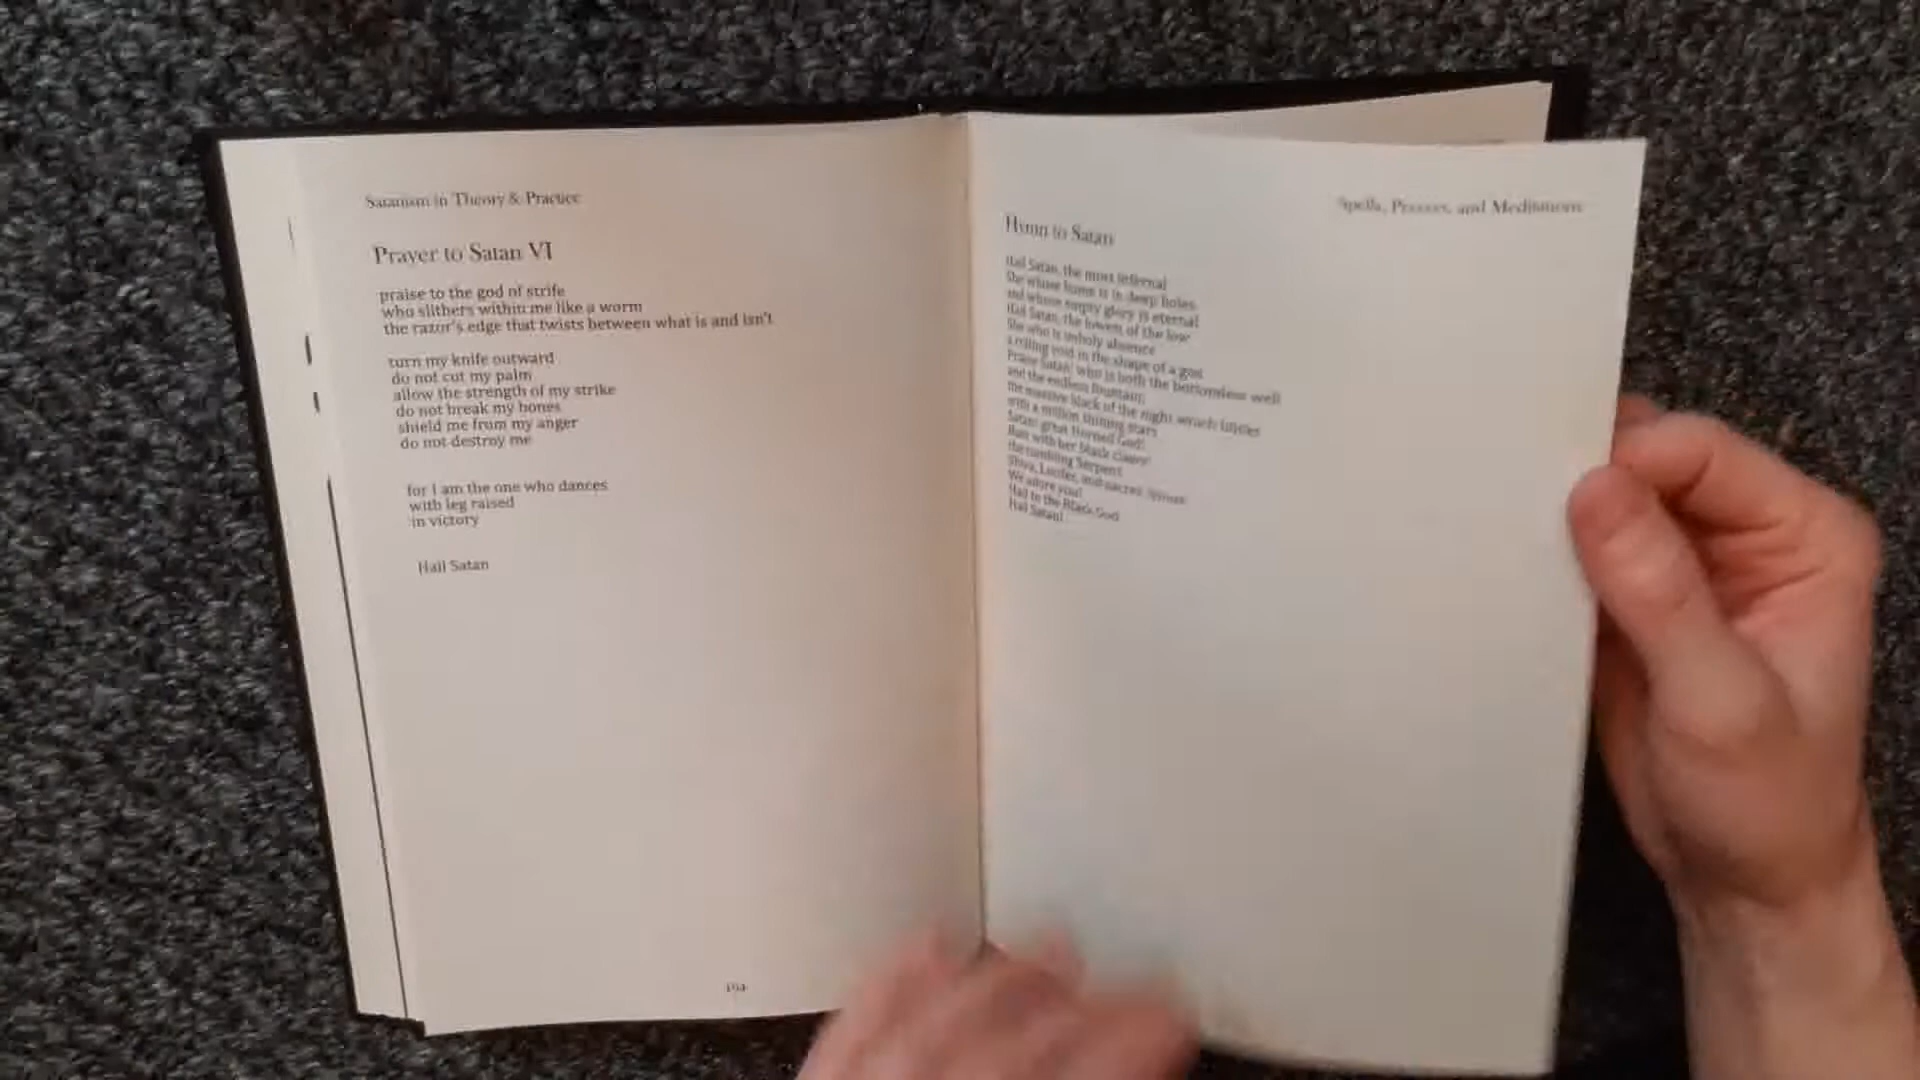 Satanism in Theory & Practice
Prayer to Satan VI
praise to the god of strife
who slithers within me like a worm
the razor's edge that twists between what is and isn't
turn my knife outward
do not cut my palm
allow the strength of my strike
do not break my bones
shield me from my anger
do not destroy me
for I am the one who dances
with leg raised
in victory
Hail Satan
194
Spells, Prayers, and Meditations
Hymn to Satan
Hail Satan, the most infernal
She whose home is in deep holes
and whose empty glory is eternal
Hail Satan, the lowest of the low
She who is unholy absence
a roiling void in the shape of a god
Praise Satan! who is both the bottomless well
and the endless fountain;
the massive black of the night which
with a million shining stars
Satan! great Horned God!
with her black claws!
the Serpent
Shiva, Lucifer, and sacred
We adore you!
Hail to the Black God
Hail Satan!